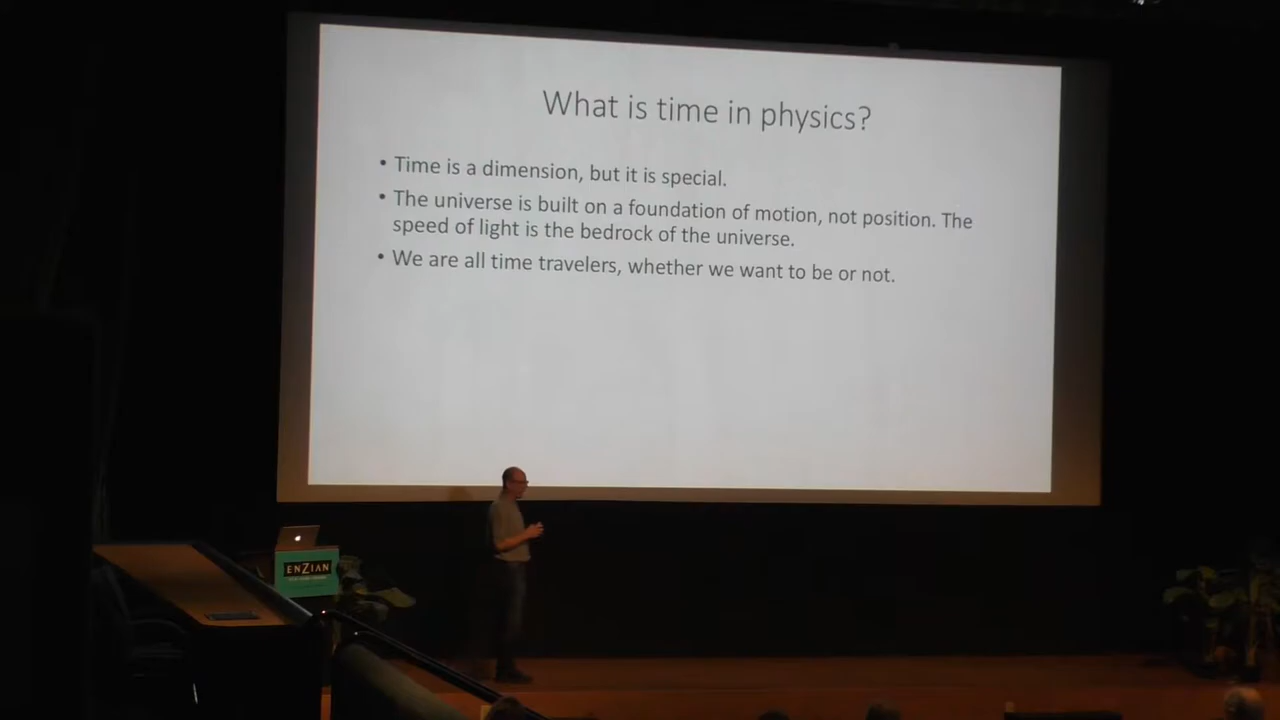 What is time in physics?
• Time is a dimension, but it is special.
• The universe is built on a foundation of motion, not position. The
speed of light is the bedrock of the universe.
• We are all time travelers, whether we want to be or not.
ENZIAN